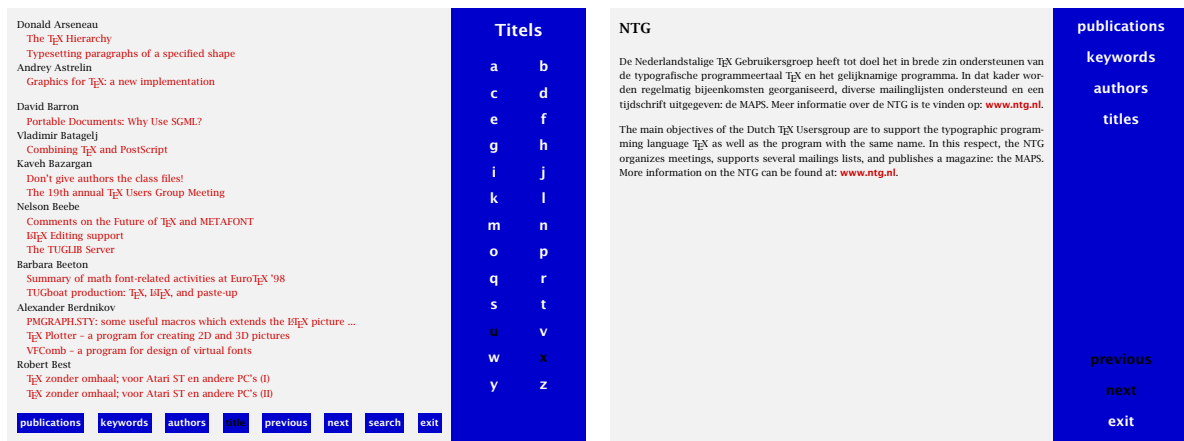 Donald Arseneau
The TEX Hierarchy
Typesetting paragraphs of a specified shape
Andrey Astrelin
Graphics for TEX: a new implementation
David Barron
Portable Documents: Why Use SGML?
Vladimir Batagelj
Combining TEX and PostScript
Kaveh Bazargan
Don't give authors the class files!
The 19th annual TEX Users Group Meeting
Nelson Beebe
Comments on the Future of TEX and METAFONT
LATEX Editing support
The TUGLIB Server
Barbara Beeton
Summary of math font-related activities at EuroTEX '98
TUGboat production: TEX, LATEX, and paste-up
Alexander Berdnikov
PMGRAPH.STY: some useful macros which extends the LATEX picture ...
TEX Plotter – a program for creating 2D and 3D pictures
VFComb – a program for design of virtual fonts
Robert Best
TEX zonder omhaal; voor Atari ST en andere PC's (I)
TEX zonder omhaal; voor Atari ST en andere PC's (II)
publications keywords authors title previous next search exit
Titels
a b
c d
e f
g h
i j
k l
m n
o p
q r
s t
u v
w x
y z
NTG
De Nederlandstalige TEX Gebruikersgroep heeft tot doel het in brede zin ondersteunen van
de typografische programmeertaal TEX en het gelijknamige programma. In dat kader wor-
den regelmatig bijeenkomsten georganiseerd, diverse mailinglijsten ondersteund en een
tijdschrift uitgegeven: de MAPS. Meer informatie over de NTG is te vinden op: www.ntg.nl.
The main objectives of the Dutch TEX Usersgroup are to support the typographic program-
ming language TEX as well as the program with the same name. In this respect, the NTG
organizes meetings, supports several mailings lists, and publishes a magazine: the MAPS.
More information on the NTG can be found at: www.ntg.nl.
publications
keywords
authors
titles
previous
next
exit